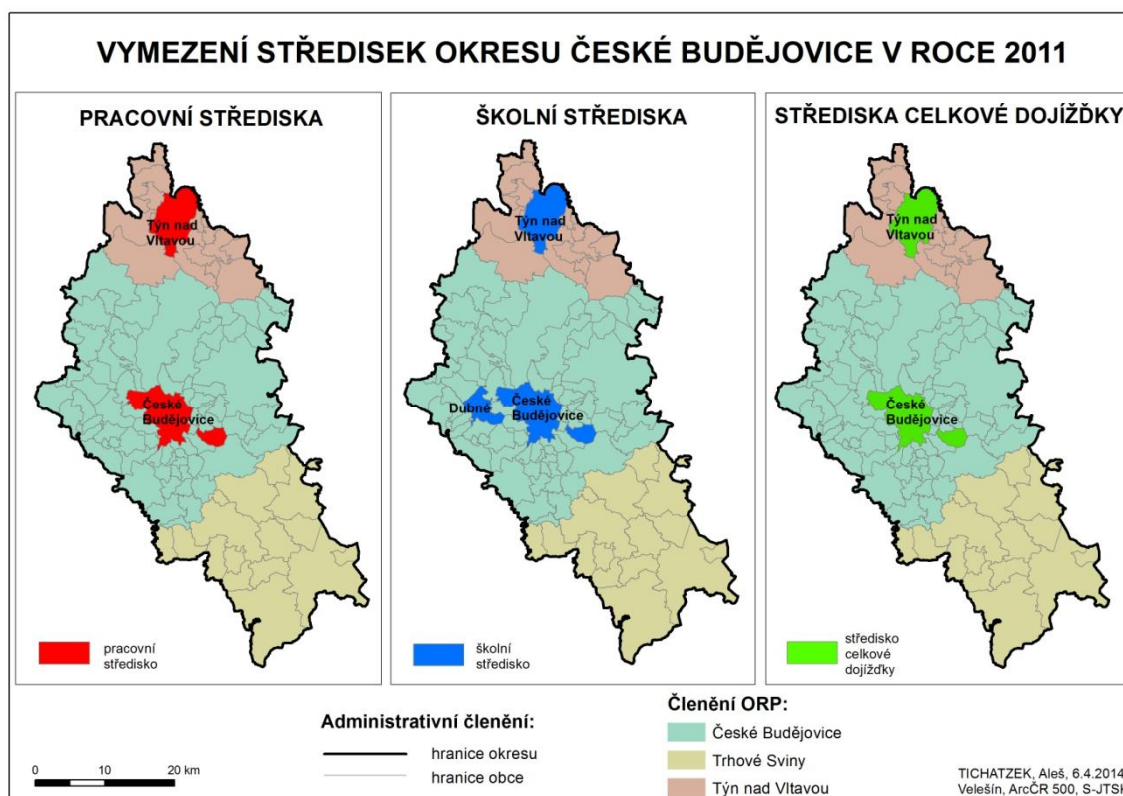 VYMEZENÍ STŘEDISEK OKRESU ČESKÉ BUDĚJOVICE V ROCE 2011
PRACOVNÍ STŘEDISKA
Týn nad
Vltavou
České
Budějovice
pracovní
středisko
ŠKOLNÍ STŘEDISKA
Týn nad
Vltavou
Dubné
České
Budějovice
školní
středisko
STŘEDISKA CELKOVÉ DOJÍŽĎKY
Týn nad
Vltavou
České
Budějovice
středisko
celkové
dojížďky
0 10 20 km
Administrativní členění:
hranice okresu
hranice obce
Členění ORP:
České Budějovice
Trhové Sviny
Týn nad Vltavou
TICHATZEK, Aleš, 6.4.2014
Velešín, ArcČR 500, S-JTSK